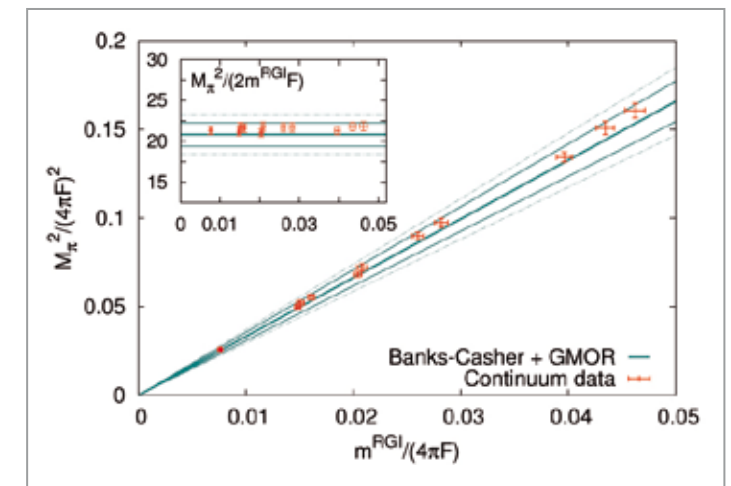 0.2
0.15
0.1
0.05
0
M_π²/(4πF)²
30
25
20
15
M_π²/(2m^RGI F)
0 0.01 0.03 0.05
Banks-Casher + GMOR
Continuum data
0 0.01 0.02 0.03 0.04 0.05
m^RGI/(4πF)